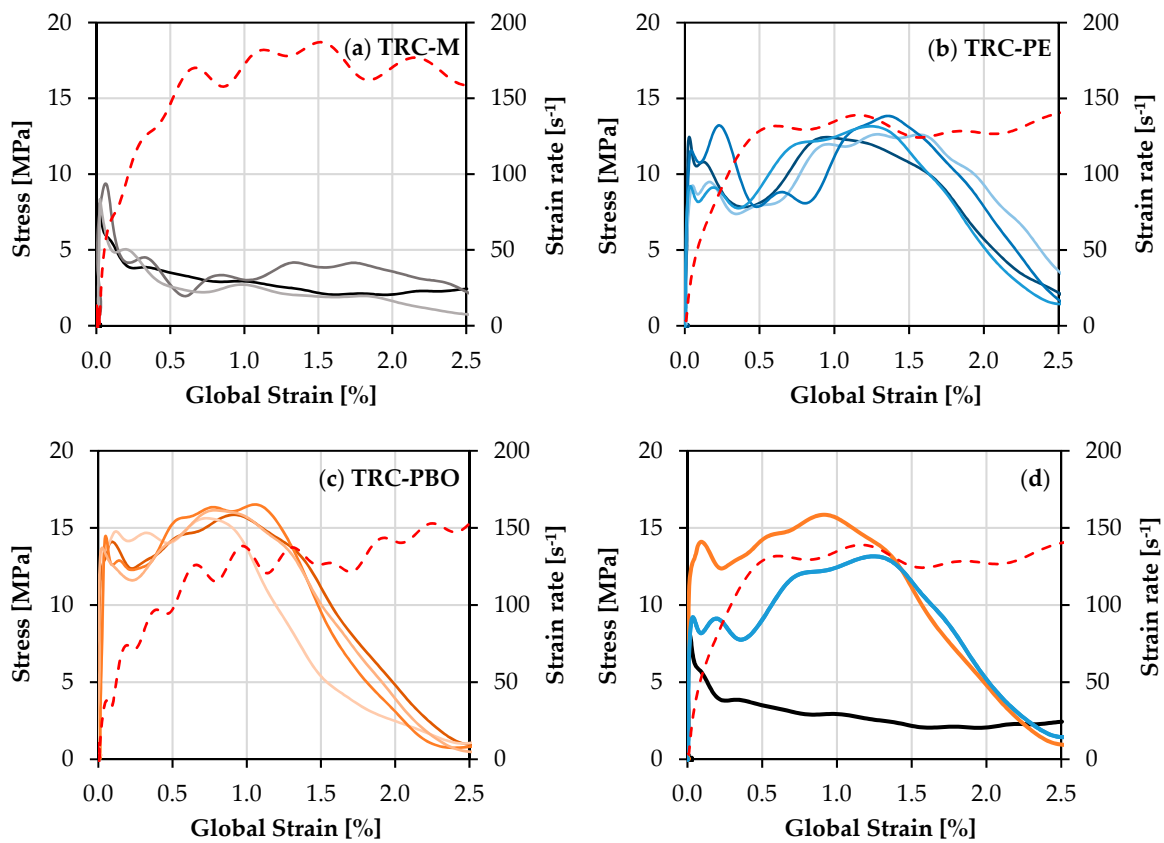 (a) TRC-M
20
15
10
5
0
200
150
100
50
0
0.0 0.5 1.0 1.5 2.0 2.5
Stress [MPa]
Strain rate [s-1]
Global Strain [%]
(b) TRC-PE
20
15
10
5
0
200
150
100
50
0
0.0 0.5 1.0 1.5 2.0 2.5
Stress [MPa]
Strain rate [s-1]
Global Strain [%]
(c) TRC-PBO
20
15
10
5
0
200
150
100
50
0
0.0 0.5 1.0 1.5 2.0 2.5
Stress [MPa]
Strain rate [s-1]
Global Strain [%]
(d)
20
15
10
5
0
200
150
100
50
0
0.0 0.5 1.0 1.5 2.0 2.5
Stress [MPa]
Strain rate [s-1]
Global Strain [%]